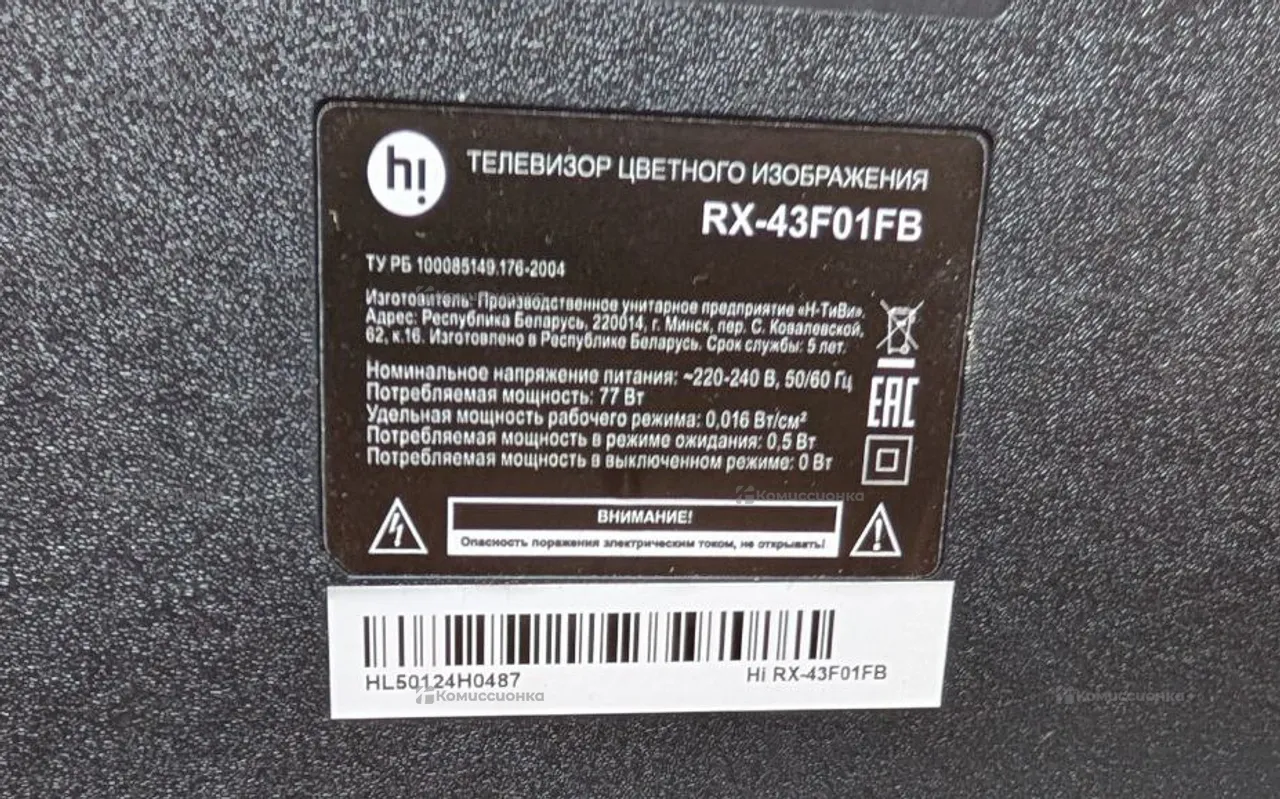 hi
ТЕЛЕВИЗОР ЦВЕТНОГО ИЗОБРАЖЕНИЯ
RX-43F01FB
ТУ РБ 100085149.176-2004
Изготовитель: Производственное унитарное предприятие «Н-ТиВи».
Адрес: Республика Беларусь, 220014, г. Минск, пер. С. Ковалевской,
62, к.16. Изготовлено в Республике Беларусь. Срок службы: 5 лет.
Номинальное напряжение питания: ~220-240 В, 50/60 Гц
Потребляемая мощность: 77 Вт
Удельная мощность рабочего режима: 0,016 Вт/см²
Потребляемая мощность в режиме ожидания: 0,5 Вт
Потребляемая мощность в выключенном режиме: 0 Вт
EAC
Комиссионка
ВНИМАНИЕ!
Опасность поражения электрическим током, не открывать!
HL50124H0487
Hi RX-43F01FB
Комиссионка
Комиссионка